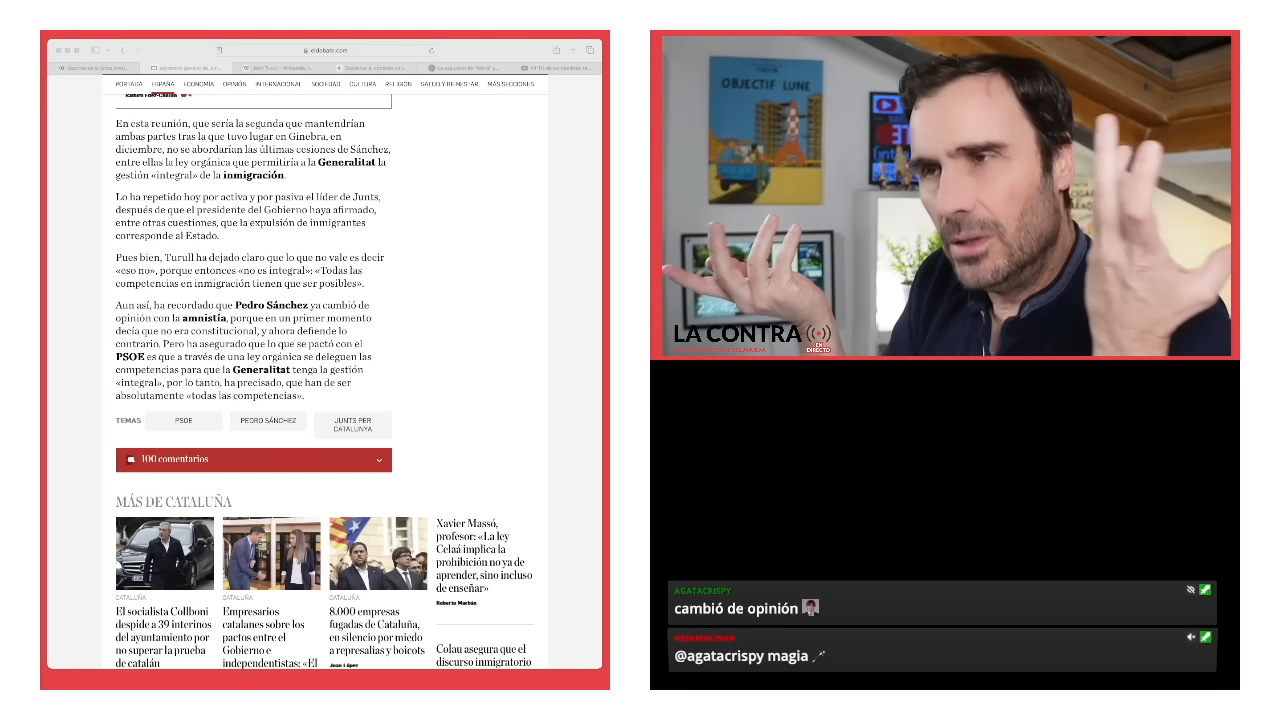 eldebate.com
PORTADA ESPAÑA ECONOMÍA OPINIÓN INTERNACIONAL SOCIEDAD CULTURA RELIGIÓN SALUD Y BIENESTAR MÁS SECCIONES
En esta reunión, que sería la segunda que mantendrían
ambas partes tras la que tuvo lugar en Ginebra, en
diciembre, no se abordarían las últimas cesiones de Sánchez,
entre ellas la ley orgánica que permitiría a la Generalitat la
gestión «integral» de la inmigración.
Lo ha repetido hoy por activa y por pasiva el líder de Junts,
después de que el presidente del Gobierno haya afirmado,
entre otras cuestiones, que la expulsión de inmigrantes
corresponde al Estado.
Pues bien, Turull ha dejado claro que lo que no vale es decir
«eso no», porque entonces «no es integral»: «Todas las
competencias en inmigración tienen que ser posibles».
Aun así, ha recordado que Pedro Sánchez ya cambió de
opinión con la amnistía, porque en un primer momento
decía que no era constitucional, y ahora defiende lo
contrario. Pero ha asegurado que lo que se pactó con el
PSOE es que a través de una ley orgánica se deleguen las
competencias para que la Generalitat tenga la gestión
«integral», por lo tanto, ha precisado, que han de ser
absolutamente «todas las competencias».
TEMAS PSOE PEDRO SÁNCHEZ JUNTS PER
CATALUNYA
100 comentarios
MÁS DE CATALUÑA
CATALUÑA
El socialista Collboni
despide a 39 interinos
del ayuntamiento por
no superar la prueba
de catalán
CATALUÑA
Empresarios
catalanes sobre los
pactos entre el
Gobierno e
independentistas: «El
CATALUÑA
8.000 empresas
fugadas de Cataluña,
en silencio por miedo
a represalias y boicots
Joan López
Xavier Massó,
profesor: «La ley
Celaá implica la
prohibición no ya de
aprender, sino incluso
de enseñar»
Roberto Marbán
Colau asegura que el
discurso inmigratorio
TINTIN
OBJECTIF LUNE
22:42
LA CONTRA
EN
DIRECTO
AGATACRISPY
cambió de opinión
@agatacrispy magia